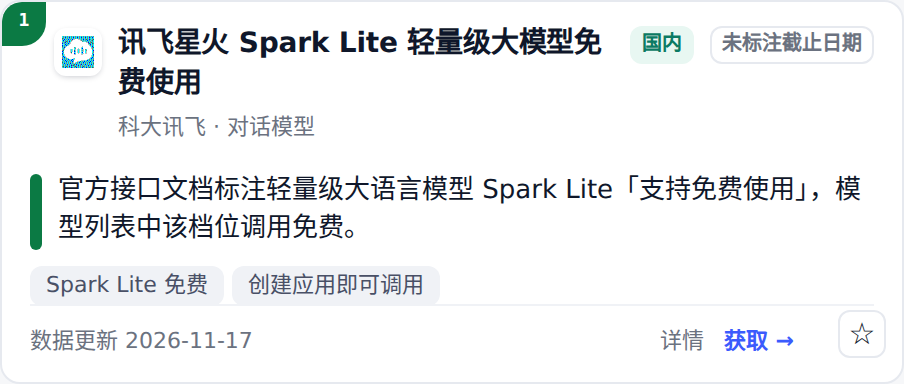 1
讯飞星火 Spark Lite 轻量级大模型免
费使用
国内
未标注截止日期
科大讯飞 · 对话模型
官方接口文档标注轻量级大语言模型 Spark Lite「支持免费使用」，模
型列表中该档位调用免费。
Spark Lite 免费
创建应用即可调用
数据更新 2026-11-17
详情
获取 →
☆